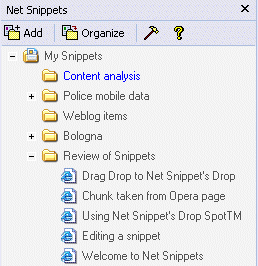 Net Snippets
Add Organize
My Snippets
Content analysis
Police mobile data
Weblog items
Bologna
Review of Snippets
Drag Drop to Net Snippet's Drop
Chunk taken from Opera page
Using Net Snippet's Drop SpotTM
Editing a snippet
Welcome to Net Snippets